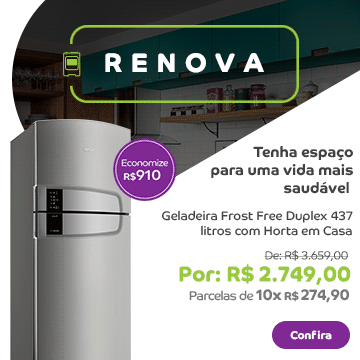 RENOVA
Economize
R$910
Tenha espaço
para uma vida mais
saudável
Geladeira Frost Free Duplex 437
litros com Horta em Casa
De: R$ 3.659,00
Por: R$ 2.749,00
Parcelas de 10x R$ 274,90
Confira